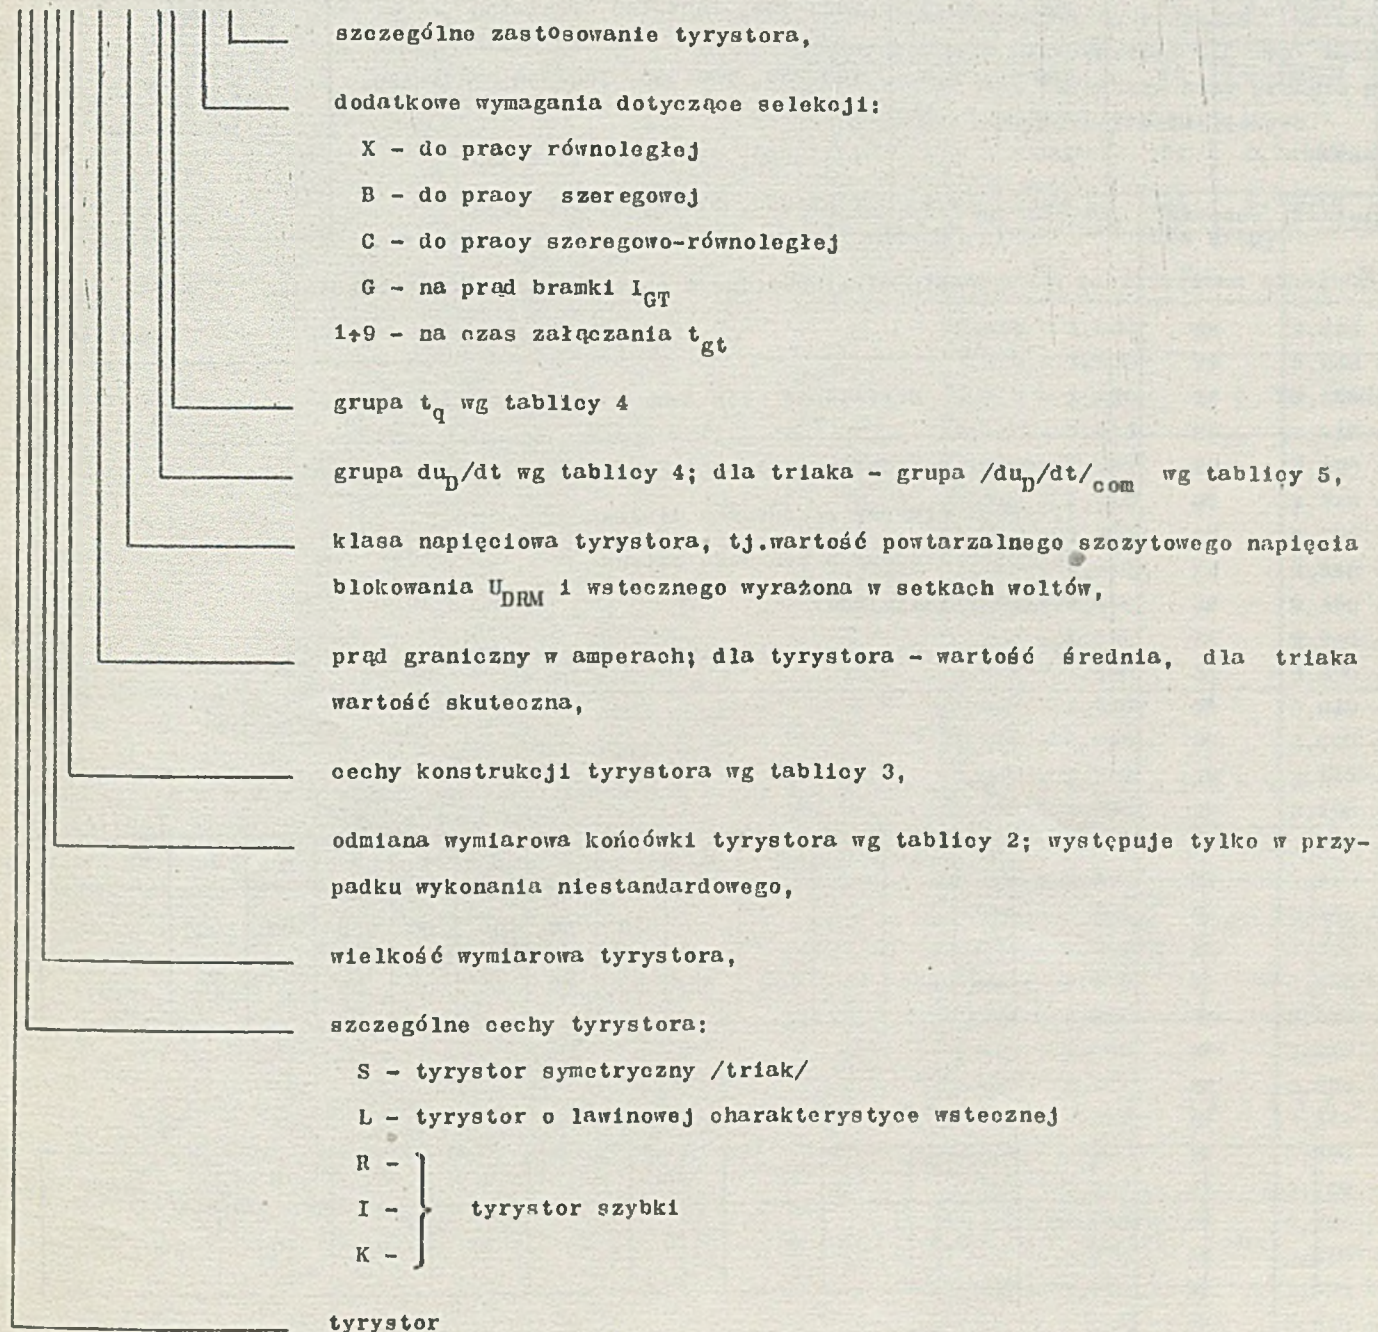 szczególne zastosowanie tyrystora,
dodatkowe wymagania dotyczące selekcji:
X - do pracy równoległej
B - do pracy szeregowej
C - do pracy szeregowo-równoległej
G - na prąd bramki I_GT
1÷9 - na czas załączania t_gt
grupa t_q wg tablicy 4
grupa du_D/dt wg tablicy 4; dla triaka - grupa /du_D/dt/_com wg tablicy 5,
klasa napięciowa tyrystora, tj.wartość powtarzalnego szczytowego napięcia
blokowania U_DRM i wstecznego wyrażona w setkach woltów,
prąd graniczny w amperach; dla tyrystora - wartość średnia, dla triaka
wartość skuteczna,
cechy konstrukcji tyrystora wg tablicy 3,
odmiana wymiarowa końcówki tyrystora wg tablicy 2; występuje tylko w przy-
padku wykonania niestandardowego,
wielkość wymiarowa tyrystora,
szczególne cechy tyrystora:
S - tyrystor symetryczny /triak/
L - tyrystor o lawinowej charakterystyce wstecznej
R -
I - tyrystor szybki
K -
tyrystor